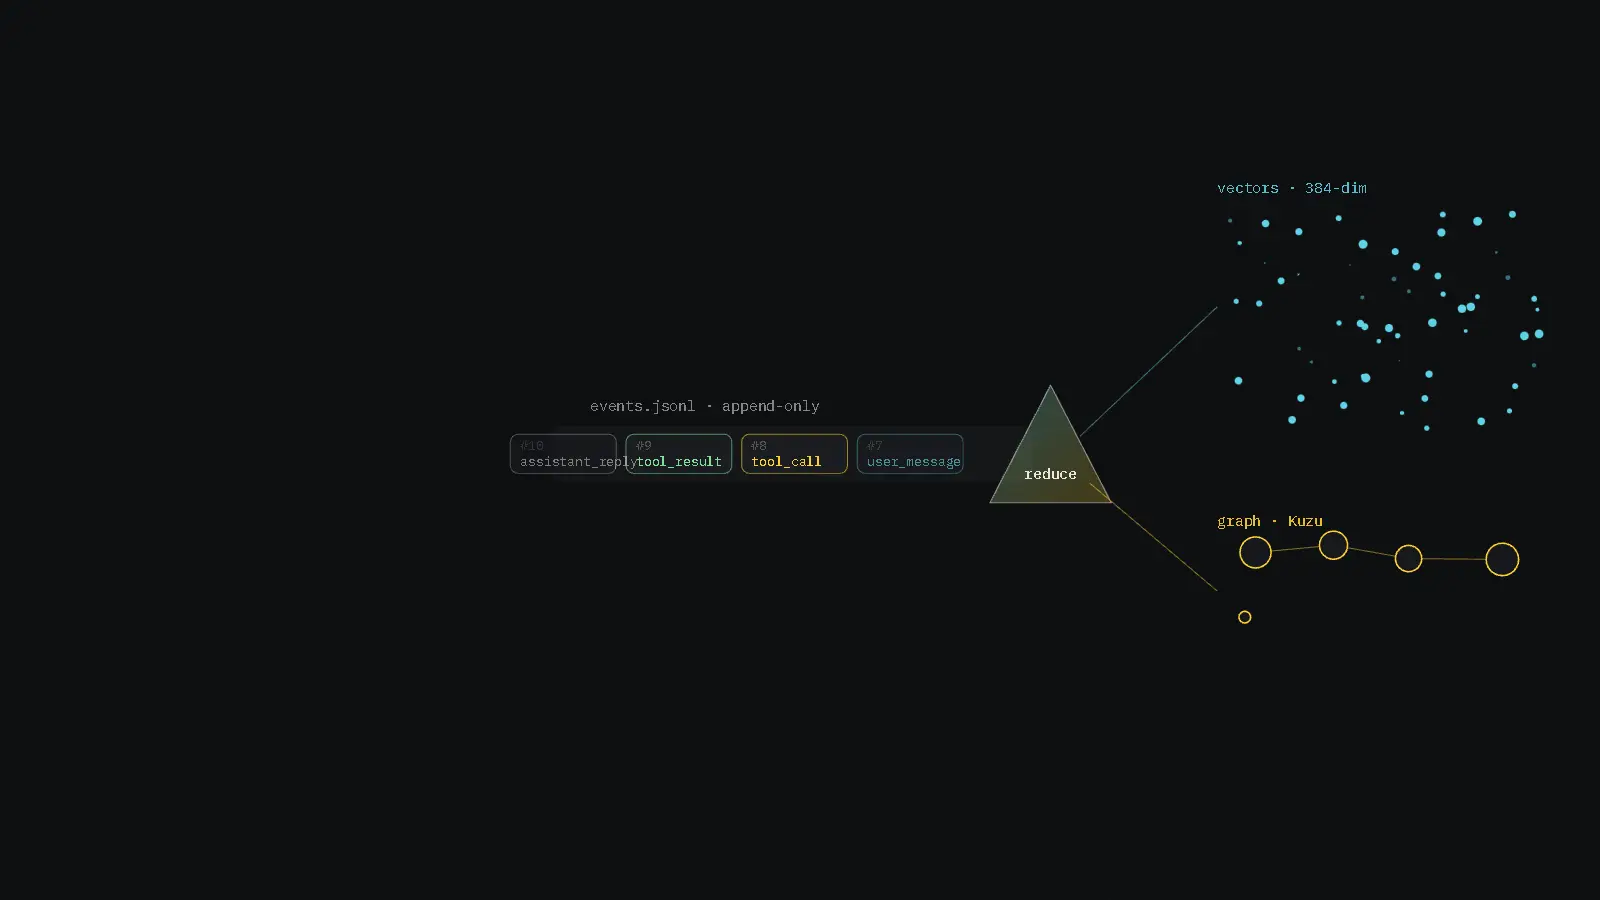 vectors · 384-dim
events.jsonl · append-only
#10
assistant_reply
#9
tool_result
#8
tool_call
#7
user_message
reduce
graph · Kuzu